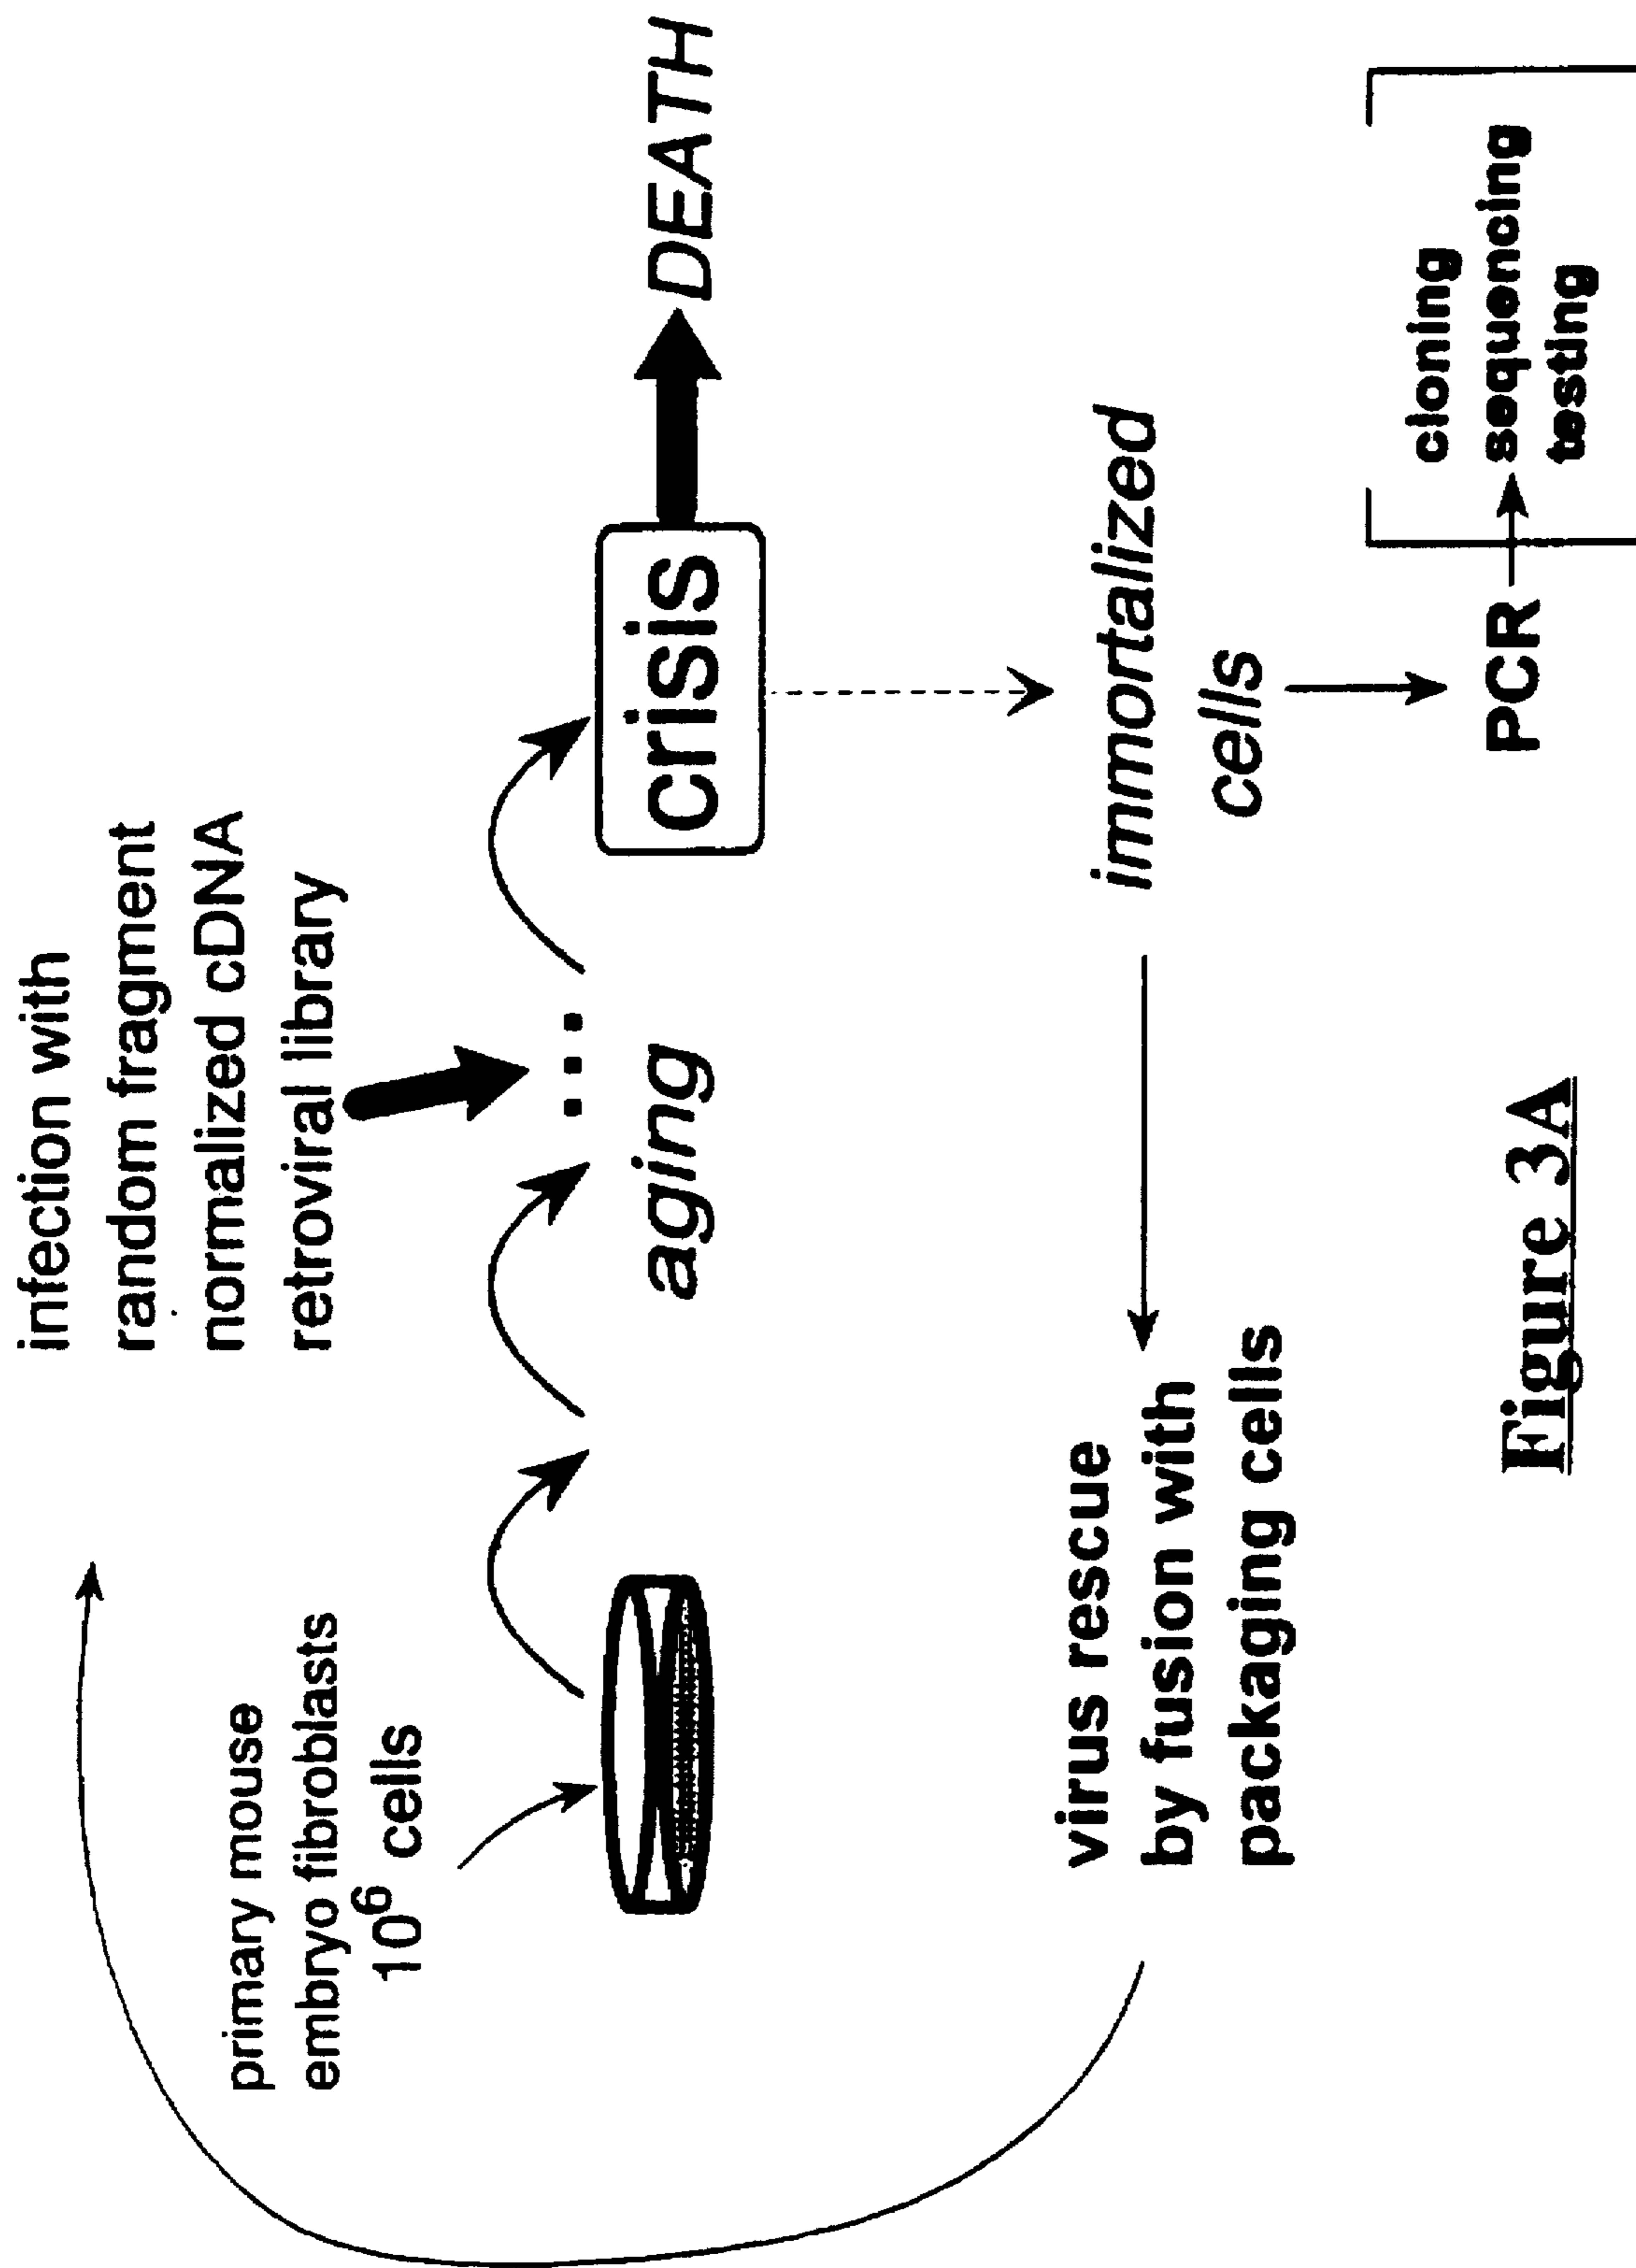 infection with
random fragment
normalized cDNA
retroviral library
primary mouse
embryo fibroblasts
10⁶ cells
aging
crisis
DEATH
immortalized
cells
virus rescue
by fusion with
packaging cells
PCR
cloning
sequencing
testing
Figure 3A